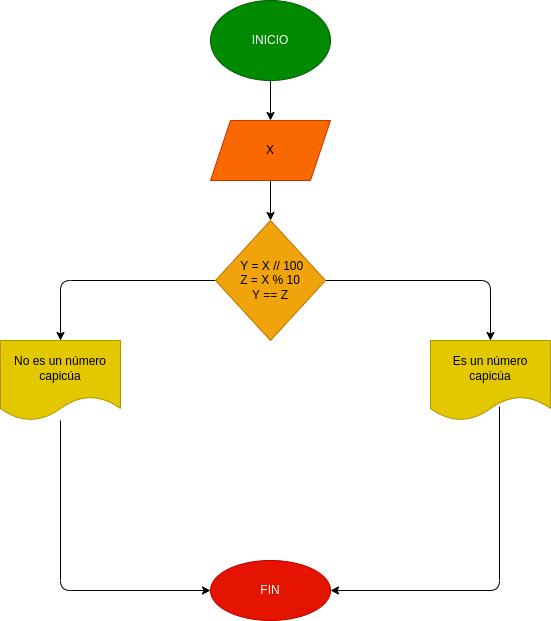 INICIO
X
Y = X // 100
Z = X % 10
Y == Z
No es un número
capicúa
Es un número
capicúa
FIN